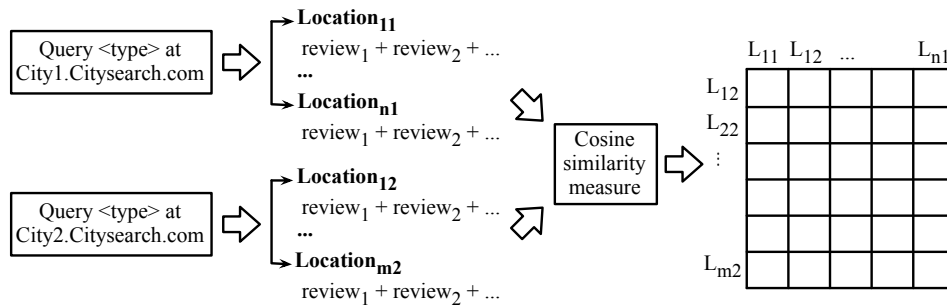 Query <type> at
City1.Citysearch.com
Location11
review1 + review2 + ...
...
Locationn1
review1 + review2 + ...
Query <type> at
City2.Citysearch.com
Location12
review1 + review2 + ...
...
Locationm2
review1 + review2 + ...
Cosine
similarity
measure
L11 L12 ... Ln1
L12
L22
⋮
Lm2